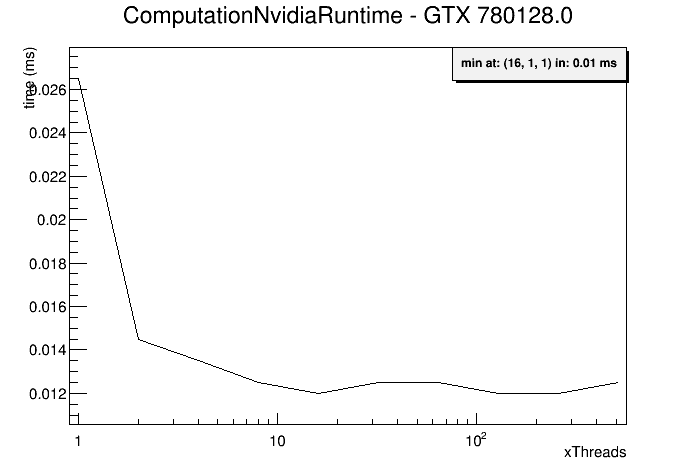 ComputationNvidiaRuntime - GTX 780128.0
time (ms)
min at: (16, 1, 1) in: 0.01 ms
0.026
0.024
0.022
0.02
0.018
0.016
0.014
0.012
1 10 10²
xThreads